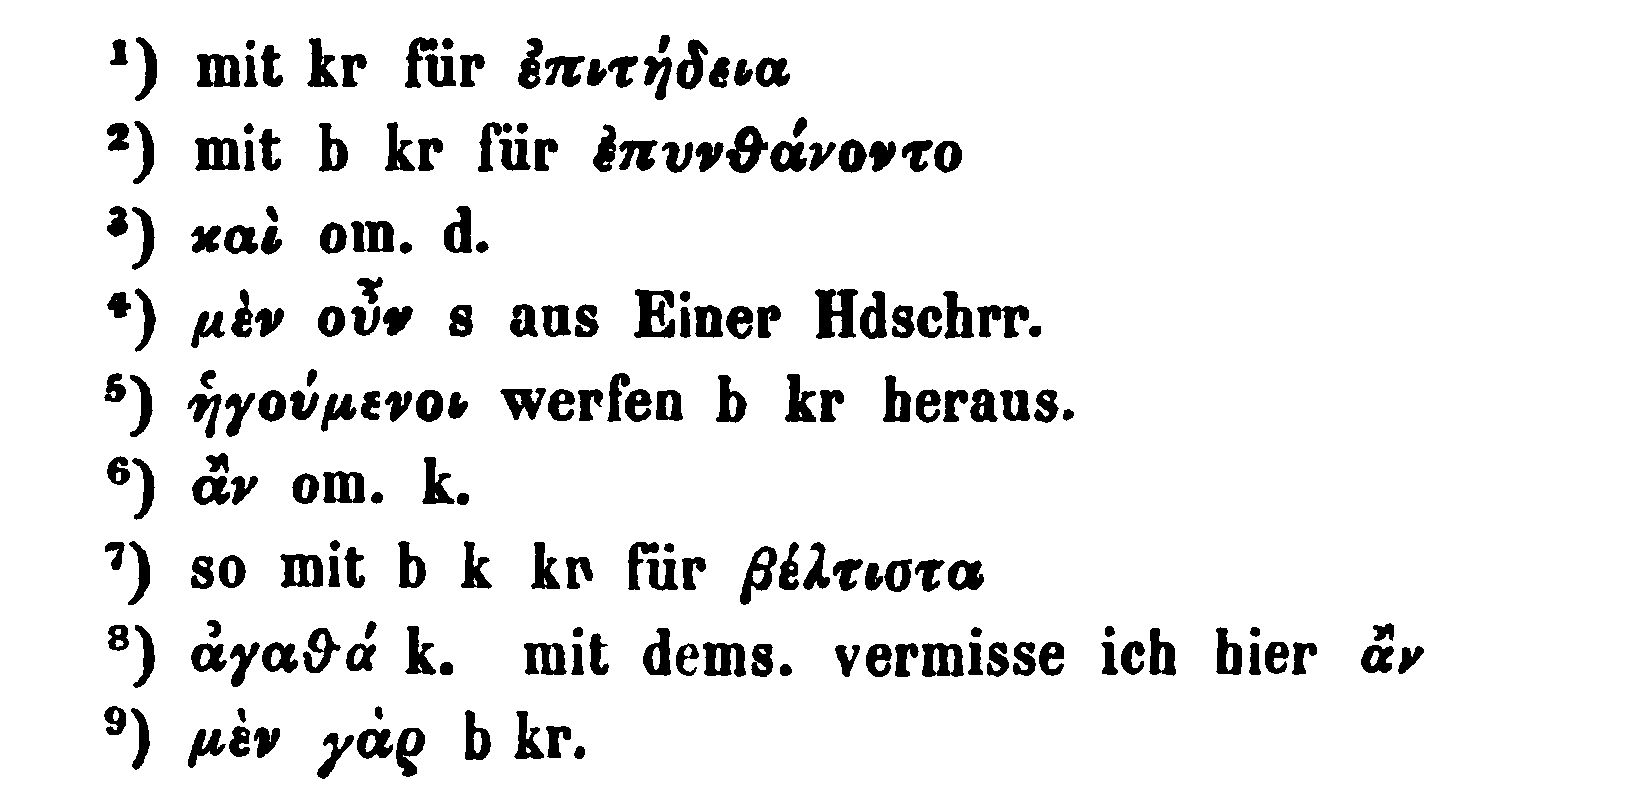 ¹) mit kr für ἐπιτήδεια
²) mit b kr für ἐπυνθάνοντο
³) καὶ om. d.
⁴) μὲν οὖν s aus Einer Hdschrr.
⁵) ἡγούμενοι werfen b kr heraus.
⁶) ἂν om. k.
⁷) so mit b k kr für βέλτιστα
⁸) ἀγαθά k. mit dems. vermisse ich hier ἂν
⁹) μὲν γὰρ b kr.